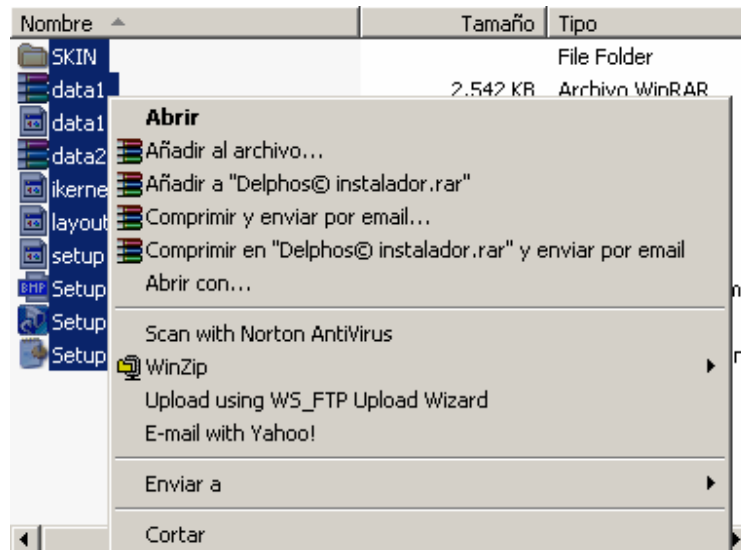 Nombre Tamaño Tipo
SKIN File Folder
data1 2.542 KB Archivo WinRAR
data1
data2
ikerne
layout
setup
BMP Setup
Setup
Setup
Abrir
Añadir al archivo...
Añadir a "Delphos© instalador.rar"
Comprimir y enviar por email...
Comprimir en "Delphos© instalador.rar" y enviar por email
Abrir con...
Scan with Norton AntiVirus
WinZip
Upload using WS_FTP Upload Wizard
E-mail with Yahoo!
Enviar a
Cortar